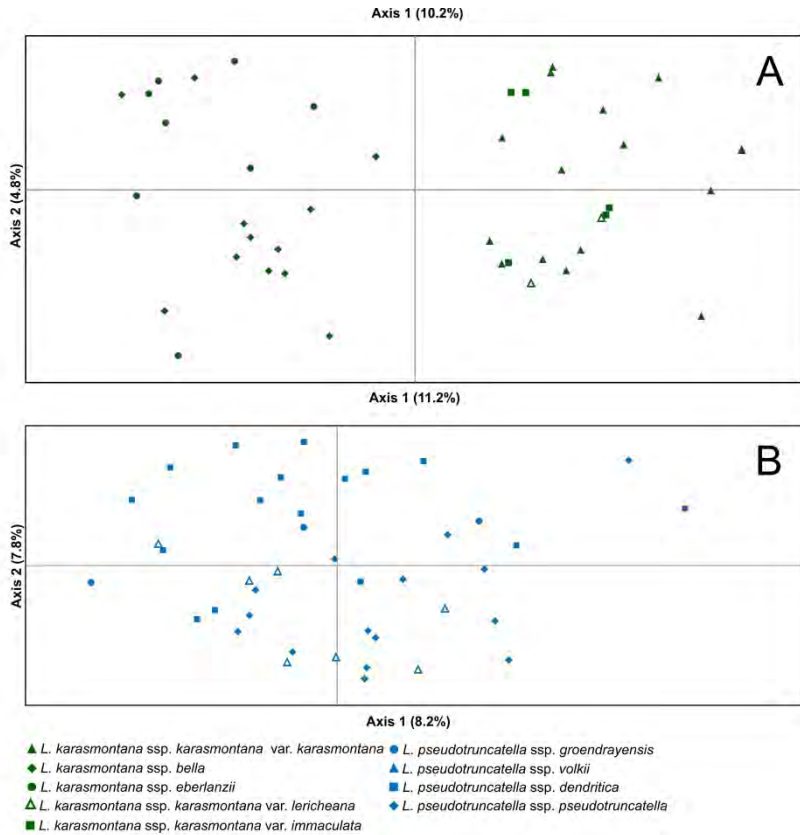 Axis 1 (10.2%)
A
Axis 2 (4.8%)
Axis 1 (11.2%)
B
Axis 2 (7.8%)
Axis 1 (8.2%)
L. karasmontana ssp. karasmontana var. karasmontana
L. karasmontana ssp. bella
L. karasmontana ssp. eberlanzii
L. karasmontana ssp. karasmontana var. lericheana
L. karasmontana ssp. karasmontana var. immaculata
L. pseudotruncatella ssp. groendrayensis
L. pseudotruncatella ssp. volkii
L. pseudotruncatella ssp. dendritica
L. pseudotruncatella ssp. pseudotruncatella